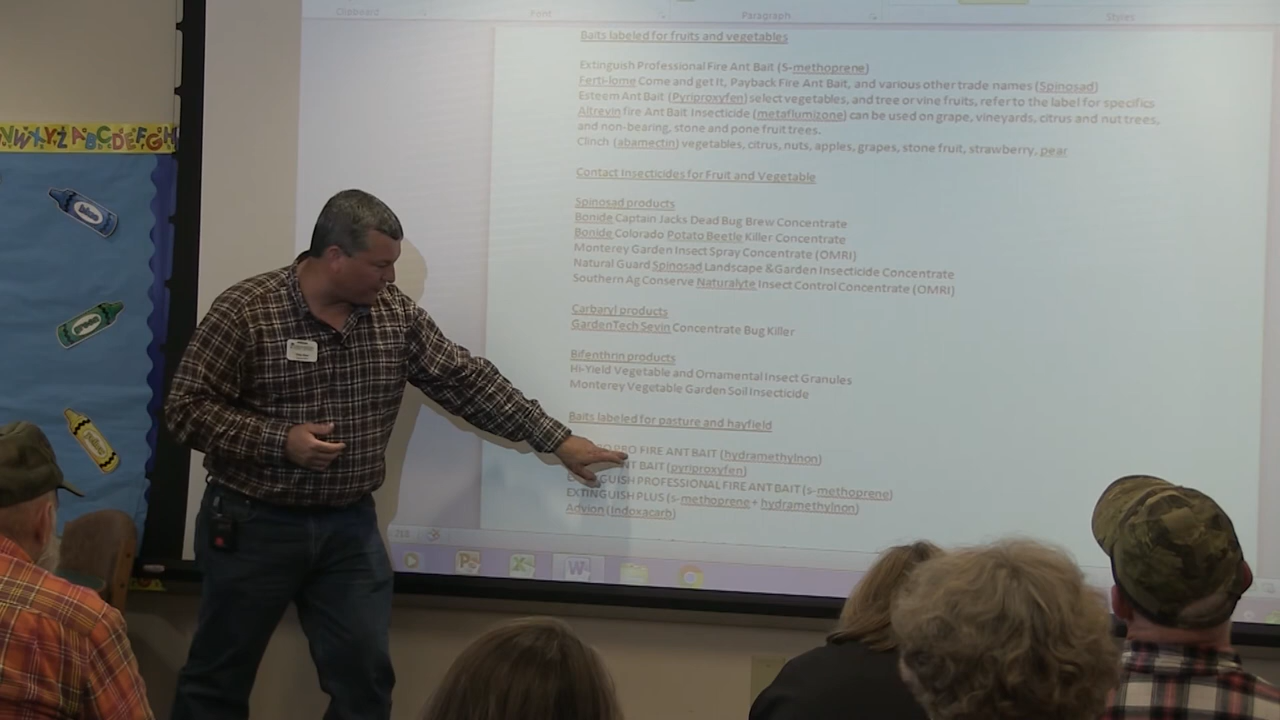 Clipboard
Font
Paragraph
Styles
Baits labeled for fruits and vegetables
Extinguish Professional Fire Ant Bait (S-methoprene)
Ferti-lome Come and get It, Payback Fire Ant Bait, and various other trade names (Spinosad)
Esteem Ant Bait (Pyriproxyfen) select vegetables, and tree or vine fruits, refer to the label for specifics
Altrevin fire Ant Bait Insecticide (metaflumizone) can be used on grape, vineyards, citrus and nut trees,
and non-bearing, stone and pone fruit trees.
Clinch (abamectin) vegetables, citrus, nuts, apples, grapes, stone fruit, strawberry, pear
Contact Insecticides for Fruit and Vegetable
Spinosad products
Bonide Captain Jacks Dead Bug Brew Concentrate
Bonide Colorado Potato Beetle Killer Concentrate
Monterey Garden Insect Spray Concentrate (OMRI)
Natural Guard Spinosad Landscape &Garden Insecticide Concentrate
Southern Ag Conserve Naturalyte Insect Control Concentrate (OMRI)
Carbaryl products
GardenTech Sevin Concentrate Bug Killer
Bifenthrin products
Hi-Yield Vegetable and Ornamental Insect Granules
Monterey Vegetable Garden Soil Insecticide
Baits labeled for pasture and hayfield
PRO FIRE ANT BAIT (hydramethylnon)
BAIT (pyriproxyfen)
EXTINGUISH PROFESSIONAL FIRE ANT BAIT (s-methoprene)
EXTINGUISH PLUS (s-methoprene + hydramethylnon)
Advion (Indoxacarb)
W X Y Z A B C D E F G H
green